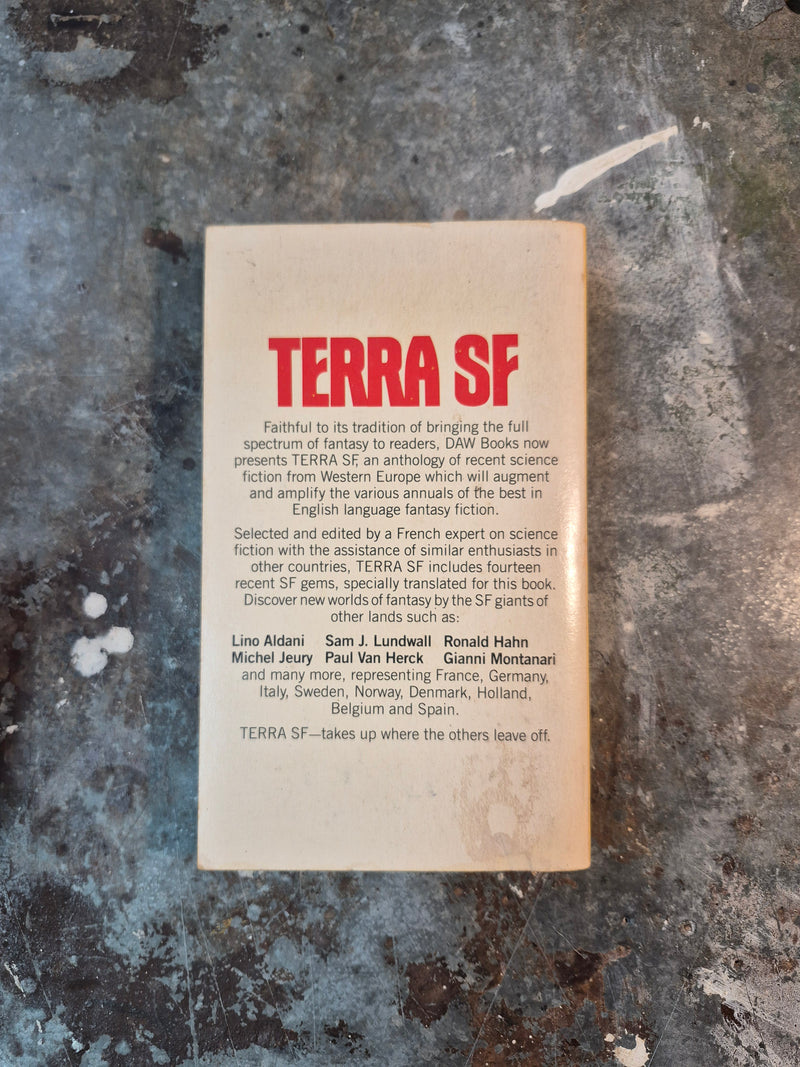 TERRA SF
Faithful to its tradition of bringing the full
spectrum of fantasy to readers, DAW Books now
presents TERRA SF, an anthology of recent science
fiction from Western Europe which will augment
and amplify the various annuals of the best in
English language fantasy fiction.
Selected and edited by a French expert on science
fiction with the assistance of similar enthusiasts in
other countries, TERRA SF includes fourteen
recent SF gems, specially translated for this book.
Discover new worlds of fantasy by the SF giants of
other lands such as:
Lino Aldani Sam J. Lundwall Ronald Hahn
Michel Jeury Paul Van Herck Gianni Montanari
and many more, representing France, Germany,
Italy, Sweden, Norway, Denmark, Holland,
Belgium and Spain.
TERRA SF—takes up where the others leave off.